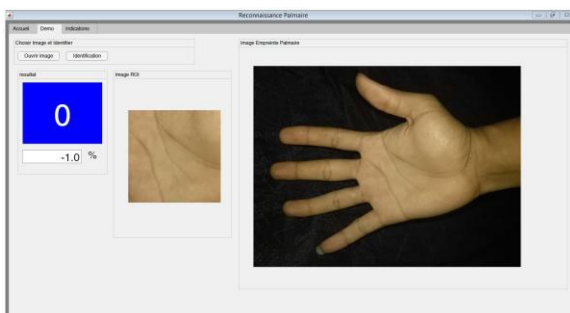 Reconnaissance Palmaire
Accueil Demo Indications
Choisir Image et Identifier
Ouvrir Image Identification
Image Empreinte Palmaire
Image ROI
0
-1.0 %